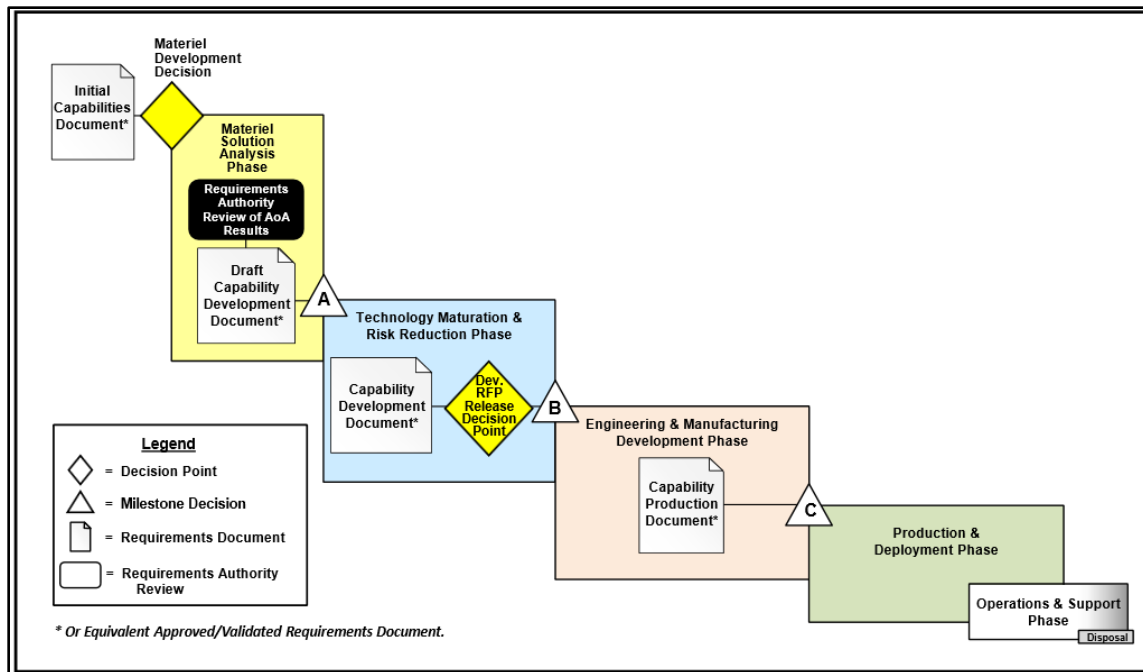 Materiel
Development
Decision
Initial
Capabilities
Document*
Materiel
Solution
Analysis
Phase
Requirements
Authority
Review of AoA
Results
Draft
Capability
Development
Document*
A
Technology Maturation &
Risk Reduction Phase
Capability
Development
Document*
Dev.
RFP
Release
Decision
Point
B
Engineering & Manufacturing
Development Phase
Capability
Production
Document*
C
Production &
Deployment Phase
Operations & Support
Phase
Disposal
Legend
= Decision Point
= Milestone Decision
= Requirements Document
= Requirements Authority
Review
* Or Equivalent Approved/Validated Requirements Document.